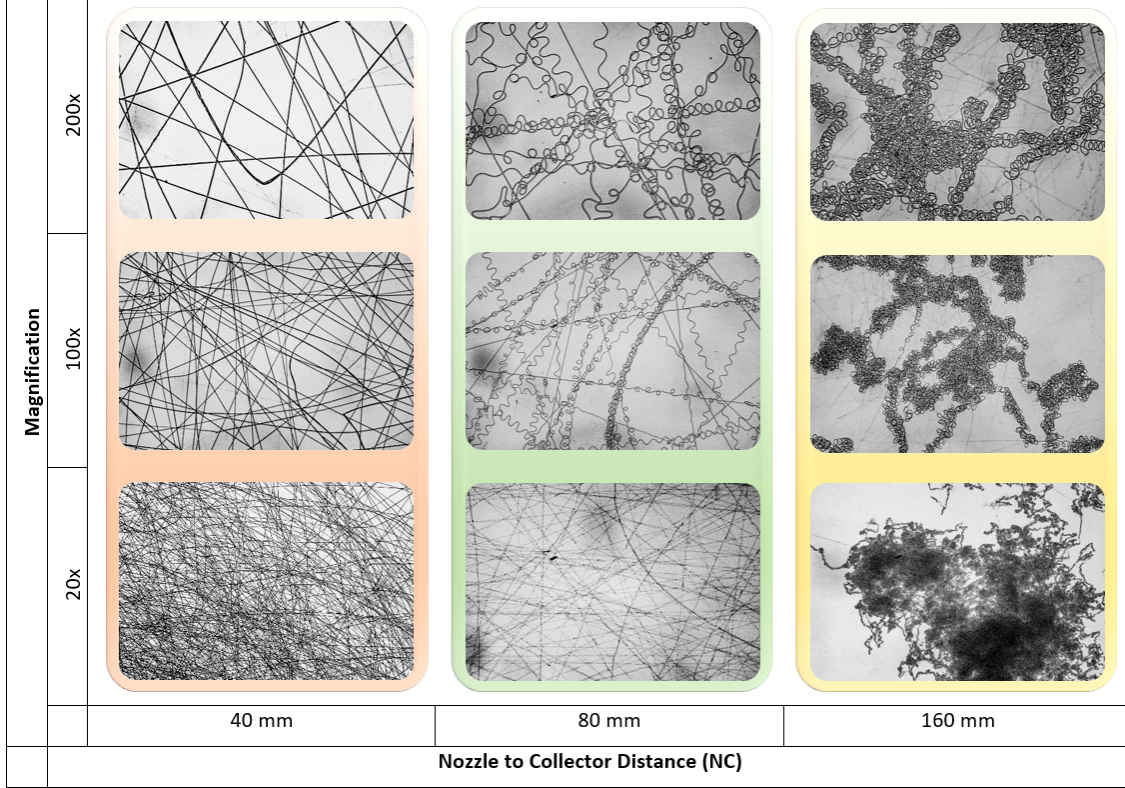 Magnification
200x
100x
20x
40 mm
80 mm
160 mm
Nozzle to Collector Distance (NC)